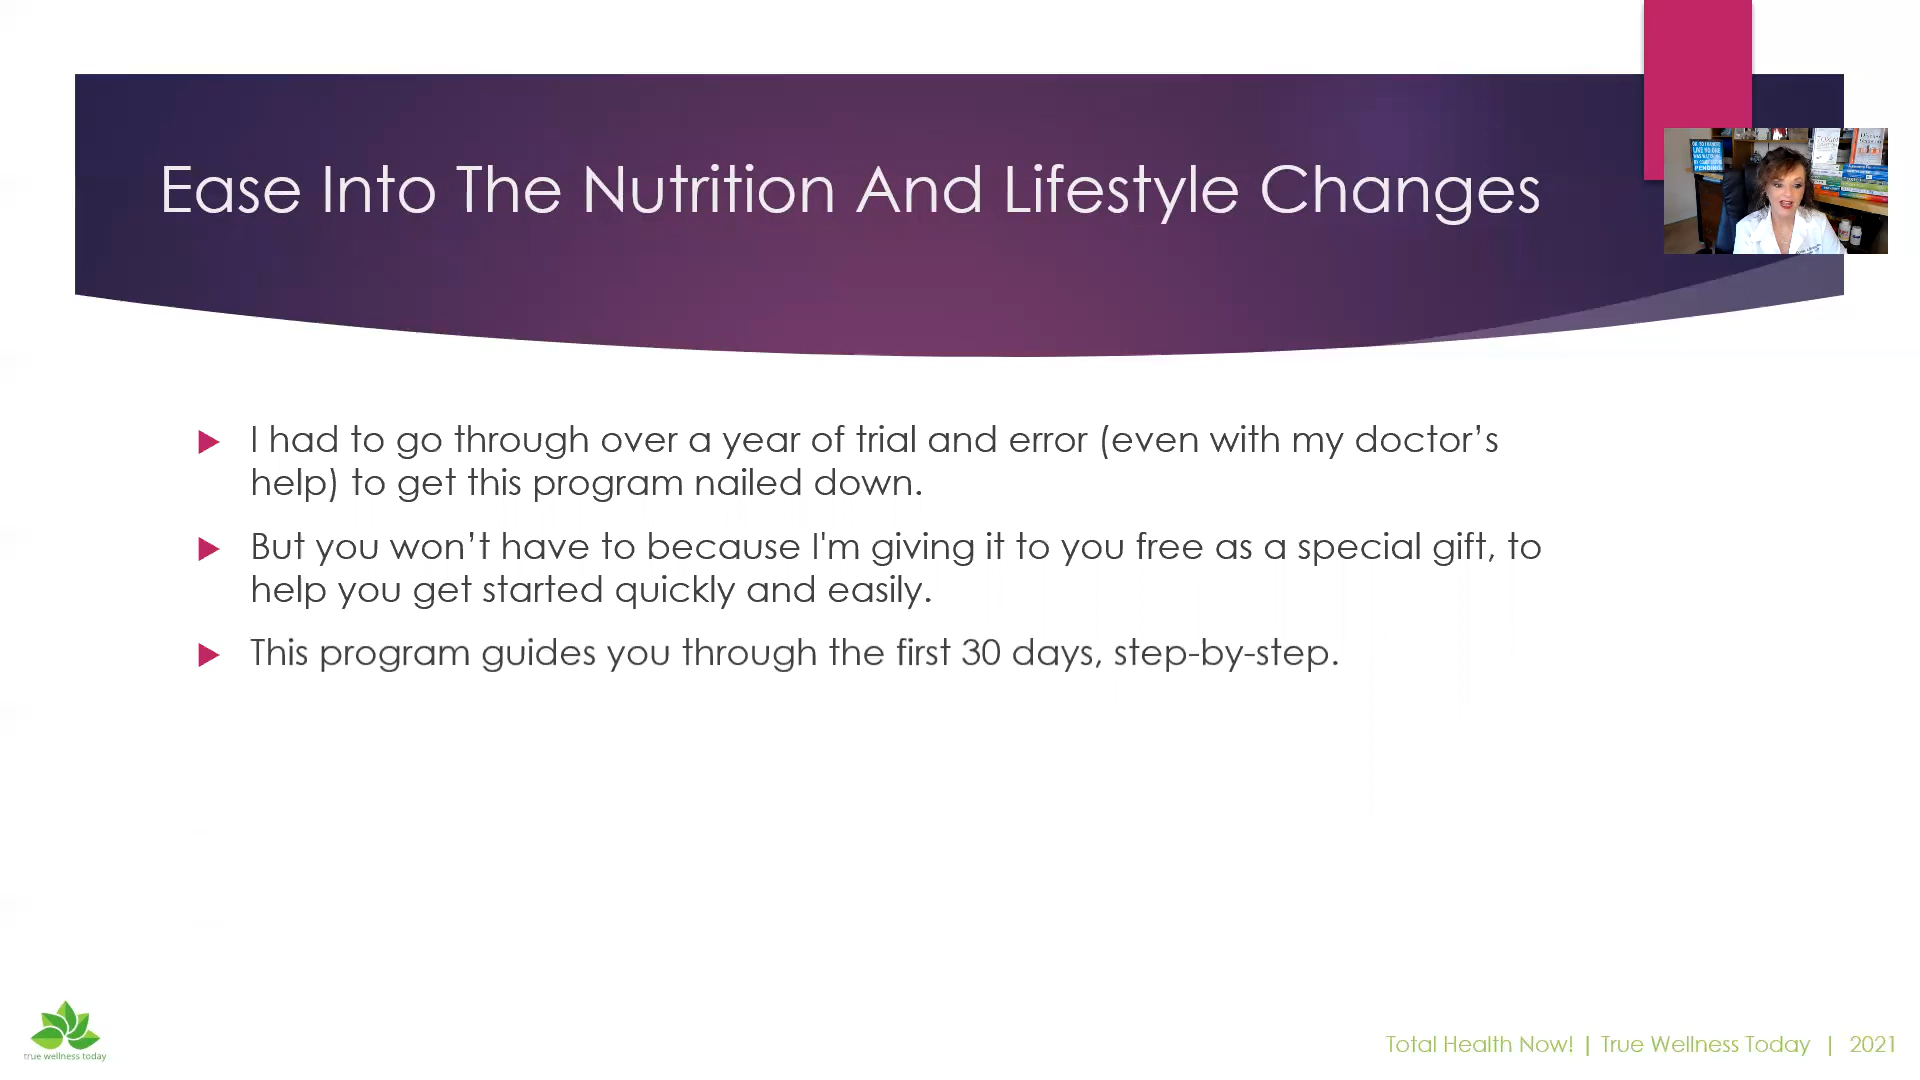 Ease Into The Nutrition And Lifestyle Changes
PENDING
I had to go through over a year of trial and error (even with my doctor’s
help) to get this program nailed down.
But you won’t have to because I'm giving it to you free as a special gift, to
help you get started quickly and easily.
This program guides you through the first 30 days, step-by-step.
true wellness today
Total Health Now! | True Wellness Today | 2021